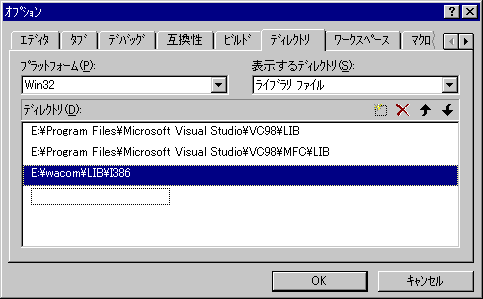 オプション
エディタ タブ デバッグ 互換性 ビルド ディレクトリ ワークスペース マクロ
プラットフォーム(P): 表示するディレクトリ(S):
Win32 ライブラリ ファイル
ディレクトリ(D):
E:¥Program Files¥Microsoft Visual Studio¥VC98¥LIB
E:¥Program Files¥Microsoft Visual Studio¥VC98¥MFC¥LIB
E:¥wacom¥LIB¥I386
OK キャンセル